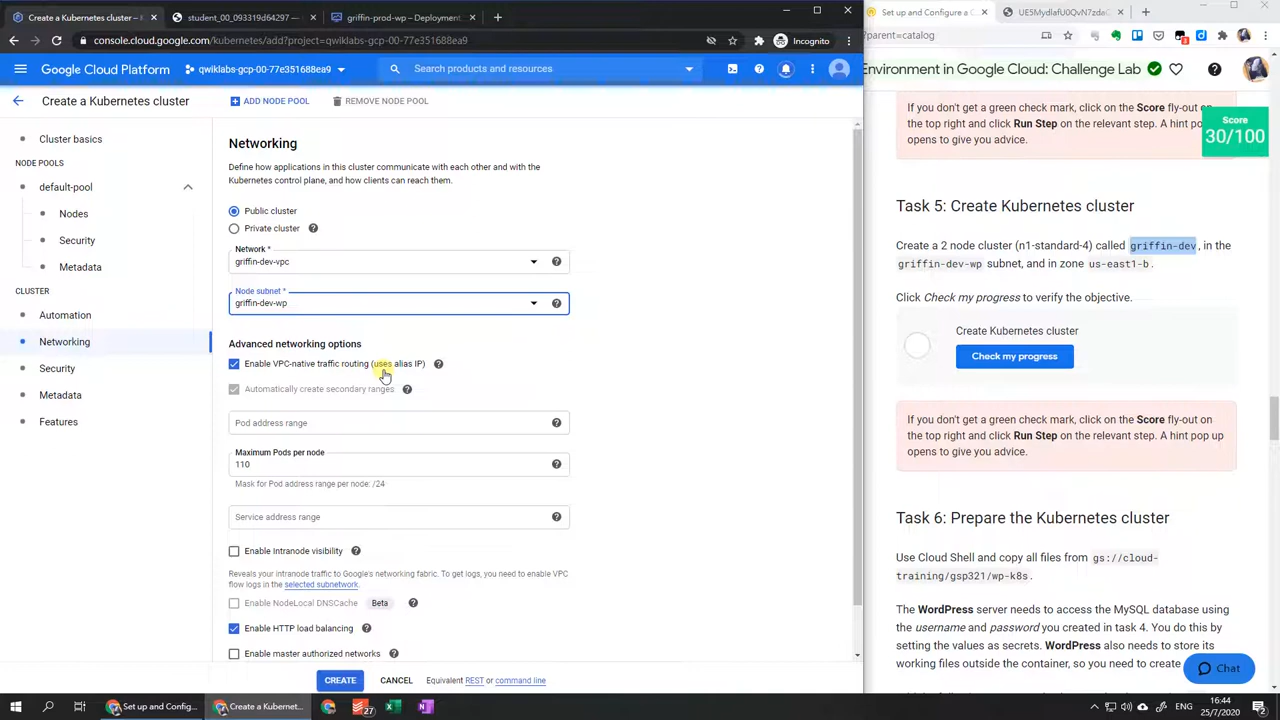 Create a Kubernetes cluster – K
student_00_093319d64297 —
griffin-prod-wp – Deployment
Set up and Configure a C
UE5MydlafU0QvN7zdaC
console.cloud.google.com/kubernetes/add?project=qwiklabs-gcp-00-77e351688ea9
Incognito
?parent=catalog
Google Cloud Platform
qwiklabs-gcp-00-77e351688ea9
Search products and resources
Environment in Google Cloud: Challenge Lab
Create a Kubernetes cluster
ADD NODE POOL
REMOVE NODE POOL
Cluster basics
NODE POOLS
default-pool
Nodes
Security
Metadata
CLUSTER
Automation
Networking
Security
Metadata
Features
Networking
Define how applications in this cluster communicate with each other and with the
Kubernetes control plane, and how clients can reach them.
Public cluster
Private cluster
Network *
griffin-dev-vpc
Node subnet *
griffin-dev-wp
Advanced networking options
Enable VPC-native traffic routing (uses alias IP)
Automatically create secondary ranges
Pod address range
Maximum Pods per node
110
Mask for Pod address range per node: /24
Service address range
Enable Intranode visibility
Reveals your intranode traffic to Google's networking fabric. To get logs, you need to enable VPC
flow logs in the selected subnetwork.
Enable NodeLocal DNSCache
Beta
Enable HTTP load balancing
Enable master authorized networks
CREATE
CANCEL
Equivalent REST or command line
If you don't get a green check mark, click on the Score fly-out on
the top right and click Run Step on the relevant step. A hint pop
opens to give you advice.
Score
30/100
Task 5: Create Kubernetes cluster
Create a 2 node cluster (n1-standard-4) called griffin-dev, in the
griffin-dev-wp subnet, and in zone us-east1-b.
Click Check my progress to verify the objective.
Create Kubernetes cluster
Check my progress
If you don't get a green check mark, click on the Score fly-out on
the top right and click Run Step on the relevant step. A hint pop up
opens to give you advice.
Task 6: Prepare the Kubernetes cluster
Use Cloud Shell and copy all files from gs://cloud-
training/gsp321/wp-k8s.
The WordPress server needs to access the MySQL database using
the username and password you created in task 4. You do this by
setting the values as secrets. WordPress also needs to store its
working files outside the container, so you need to create
Chat
Set up and Config...
Create a Kubernet...
27
ENG
16:44
25/7/2020
2